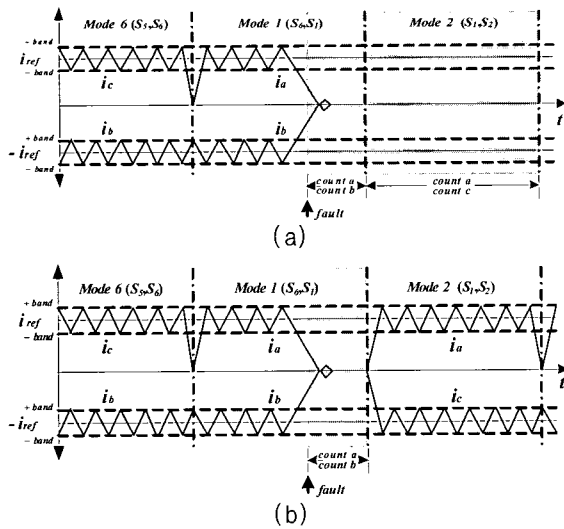 Mode 6 (S5,S6) Mode 1 (S6,S1) Mode 2 (S1,S2)
+ band
iref
- band
ic ia
t
ib ib
+ band
- iref
- band
count a
count b
count a
count c
fault
(a)
Mode 6 (S5,S6) Mode 1 (S6,S1) Mode 2 (S1,S2)
+ band
iref
- band
ic ia ia
t
ib ib ic
+ band
- iref
- band
count a
count b
fault
(b)